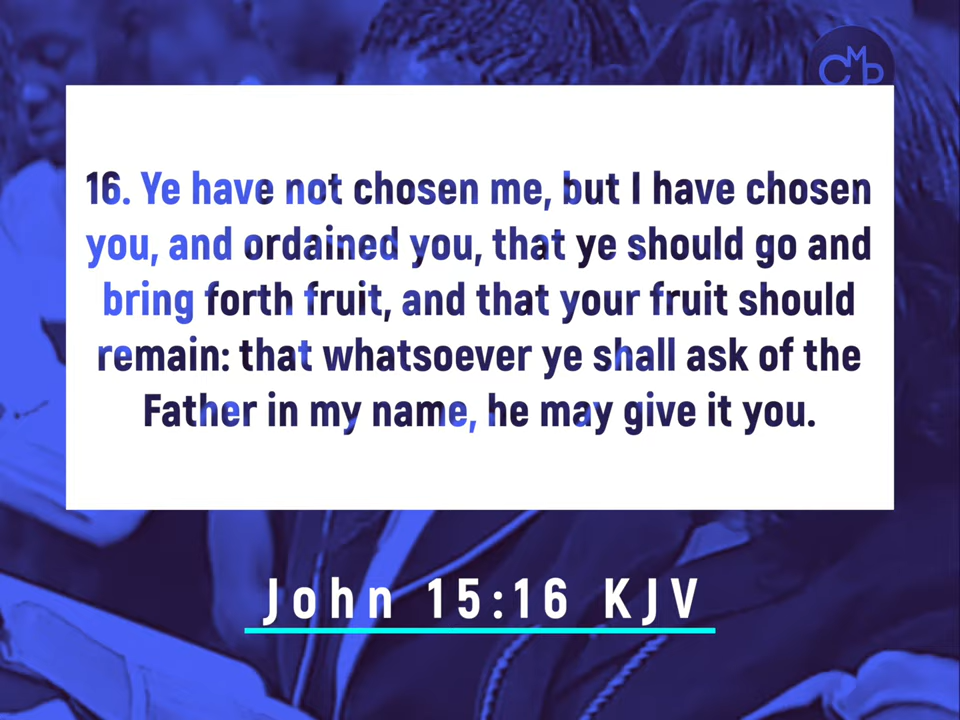 CMD
16. Ye have not chosen me, but I have chosen
you, and ordained you, that ye should go and
bring forth fruit, and that your fruit should
remain: that whatsoever ye shall ask of the
Father in my name, he may give it you.
John 15:16 KJV